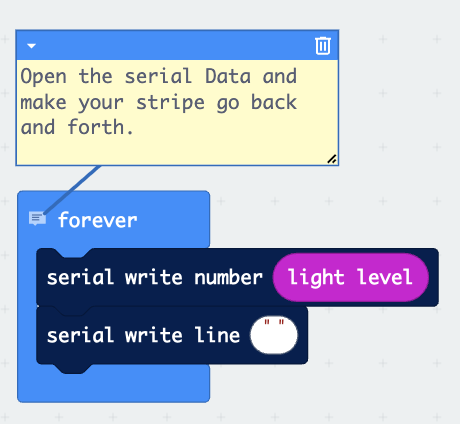 Open the serial Data and
make your stripe go back
and forth.
forever
serial write number light level
serial write line " "